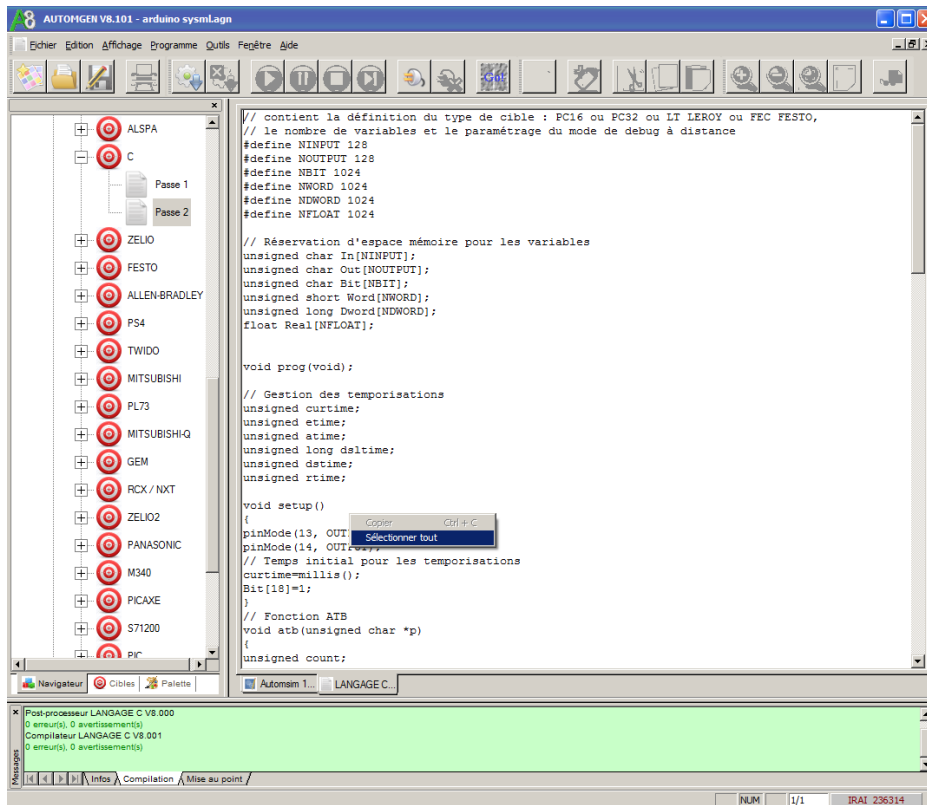 AUTOMGEN V8.101 - arduino sysml.agn
Fichier Edition Affichage Programme Outils Fenêtre Aide
Go!
ALSPA
C
Passe 1
Passe 2
ZELIO
FESTO
ALLEN-BRADLEY
PS4
TWIDO
MITSUBISHI
PL73
MITSUBISHI-Q
GEM
RCX / NXT
ZELIO2
PANASONIC
M340
PICAXE
S71200
PIC
Navigateur Cibles Palette
// contient la définition du type de cible : PC16 ou PC32 ou LT LEROY ou FEC FESTO,
// le nombre de variables et le paramétrage du mode de debug à distance
#define NINPUT 128
#define NOUTPUT 128
#define NBIT 1024
#define NWORD 1024
#define NDWORD 1024
#define NFLOAT 1024
// Réservation d'espace mémoire pour les variables
unsigned char In[NINPUT];
unsigned char Out[NOUTPUT];
unsigned char Bit[NBIT];
unsigned short Word[NWORD];
unsigned long Dword[NDWORD];
float Real[NFLOAT];
void prog(void);
// Gestion des temporisations
unsigned curtime;
unsigned etime;
unsigned atime;
unsigned long dsltime;
unsigned dstime;
unsigned rtime;
void setup()
{
pinMode(13, OUT
pinMode(14, OUTPUT);
// Temps initial pour les temporisations
curtime=millis();
Bit[18]=1;
}
// Fonction ATB
void atb(unsigned char *p)
{
unsigned count;
Copier Ctrl + C
Sélectionner tout
Automsim 1... LANGAGE C...
Messages
Post-processeur LANGAGE C V8.000
0 erreur(s), 0 avertissement(s)
Compilateur LANGAGE C V8.001
0 erreur(s), 0 avertissement(s)
Infos Compilation Mise au point
NUM 1/1 IRAI 236314